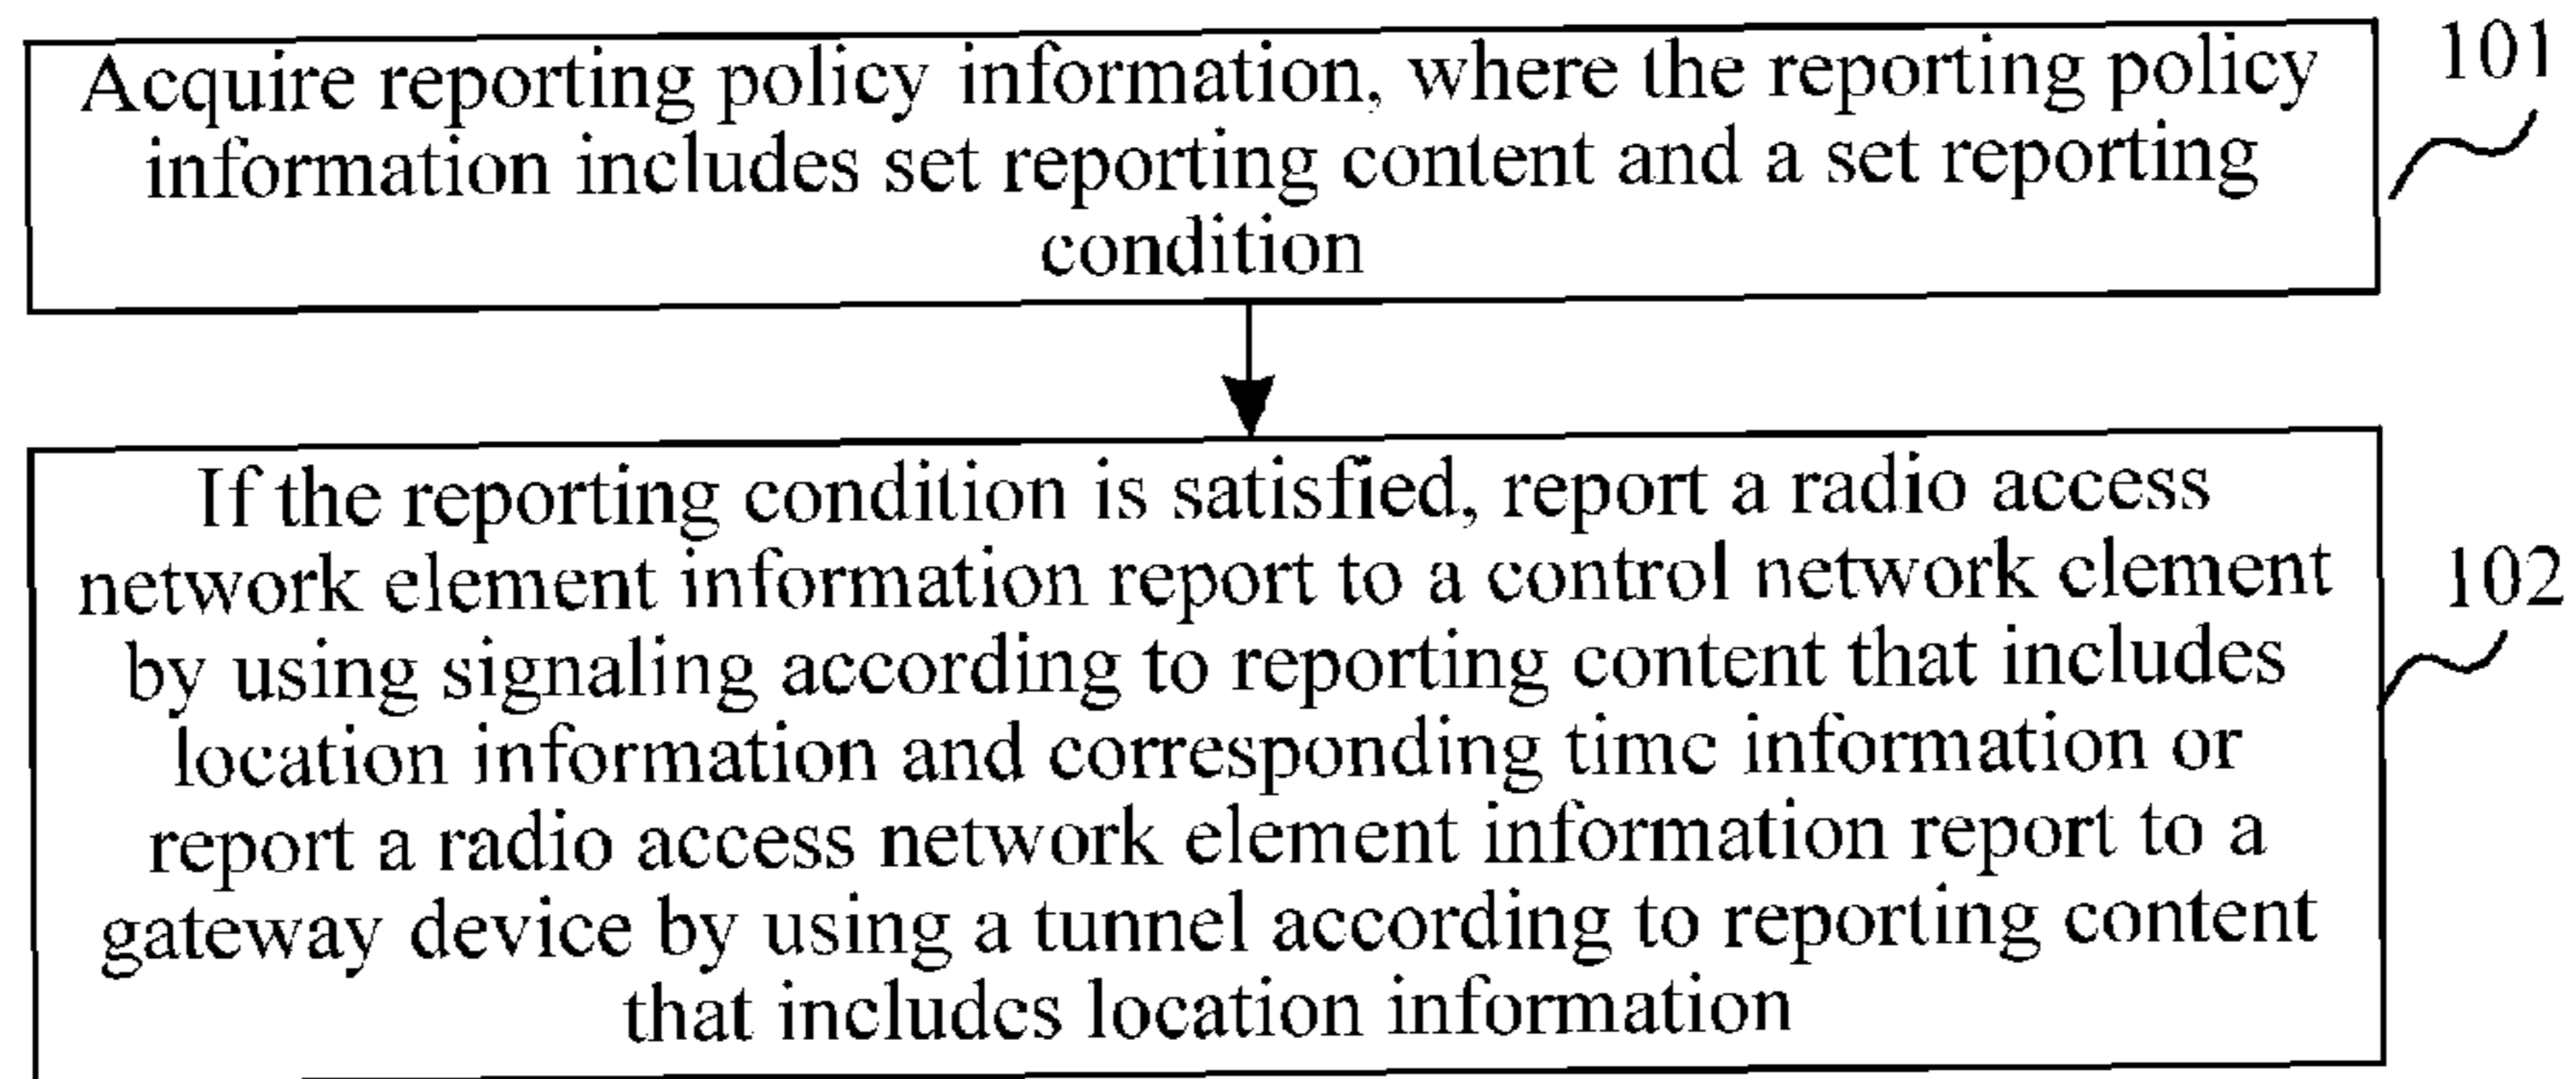 Acquire reporting policy information, where the reporting policy
information includes set reporting content and a set reporting
condition
101
If the reporting condition is satisfied, report a radio access
network element information report to a control network element
by using signaling according to reporting content that includes
location information and corresponding time information or
report a radio access network element information report to a
gateway device by using a tunnel according to reporting content
that includes location information
102